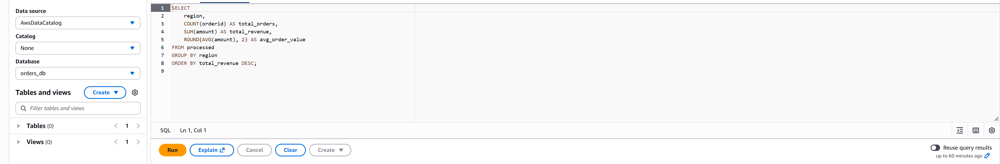 Data source
AwsDataCatalog
Catalog
None
Database
orders_db
Tables and views
Create
Filter tables and views
Tables (0)
1
Views (0)
1
1 SELECT
2     region,
3     COUNT(orderid) AS total_orders,
4     SUM(amount) AS total_revenue,
5     ROUND(AVG(amount), 2) AS avg_order_value
6 FROM processed
7 GROUP BY region
8 ORDER BY total_revenue DESC;
9
SQL Ln 1, Col 1
Run Explain Cancel Clear Create
Reuse query results
up to 60 minutes ago